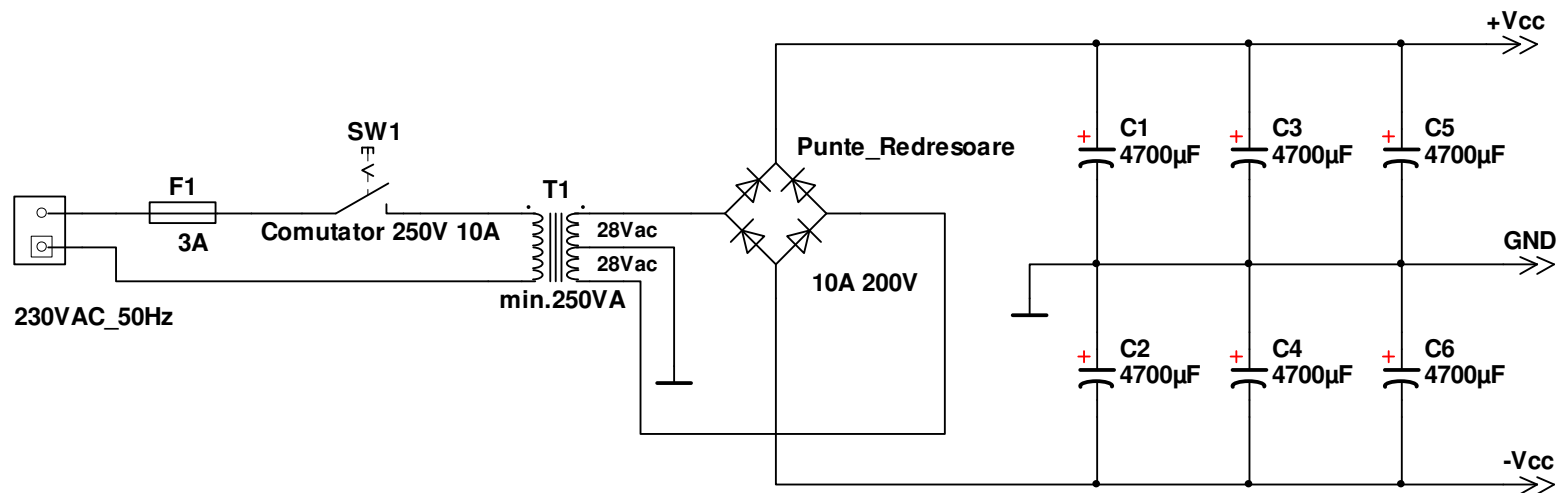 +Vcc
SW1
Punte_Redresoare
C1
4700µF
C3
4700µF
C5
4700µF
F1
3A
Comutator 250V 10A
T1
28Vac
28Vac
min.250VA
10A 200V
GND
230VAC_50Hz
C2
4700µF
C4
4700µF
C6
4700µF
-Vcc